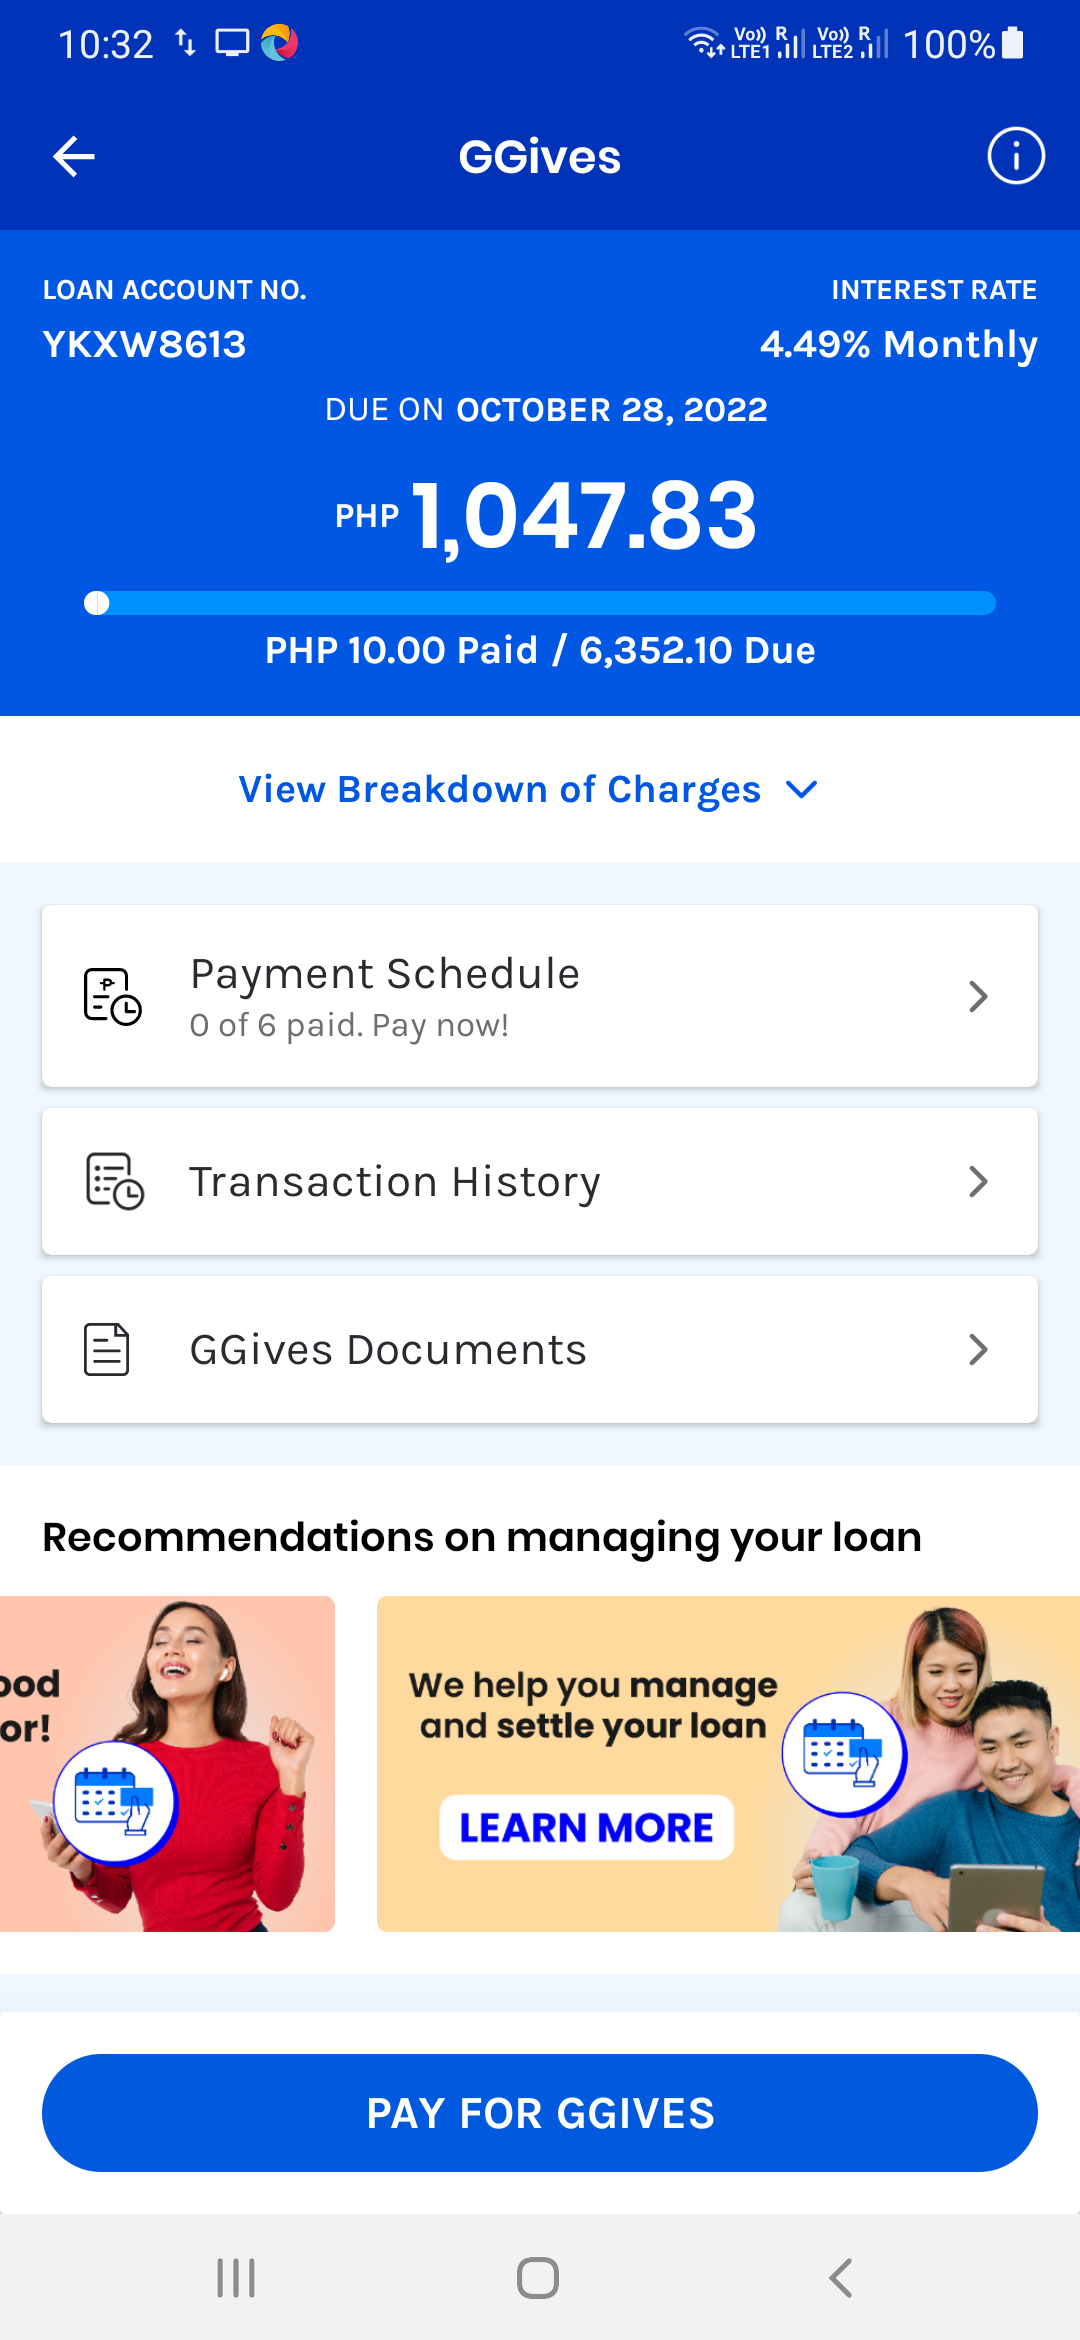 10:32
Vo)) R Vo)) R 100%
LTE1 LTE2
GGives
LOAN ACCOUNT NO. INTEREST RATE
YKXW8613 4.49% Monthly
DUE ON OCTOBER 28, 2022
PHP 1,047.83
PHP 10.00 Paid / 6,352.10 Due
View Breakdown of Charges
Payment Schedule
0 of 6 paid. Pay now!
Transaction History
GGives Documents
Recommendations on managing your loan
ood
or!
We help you manage
and settle your loan
LEARN MORE
PAY FOR GGIVES